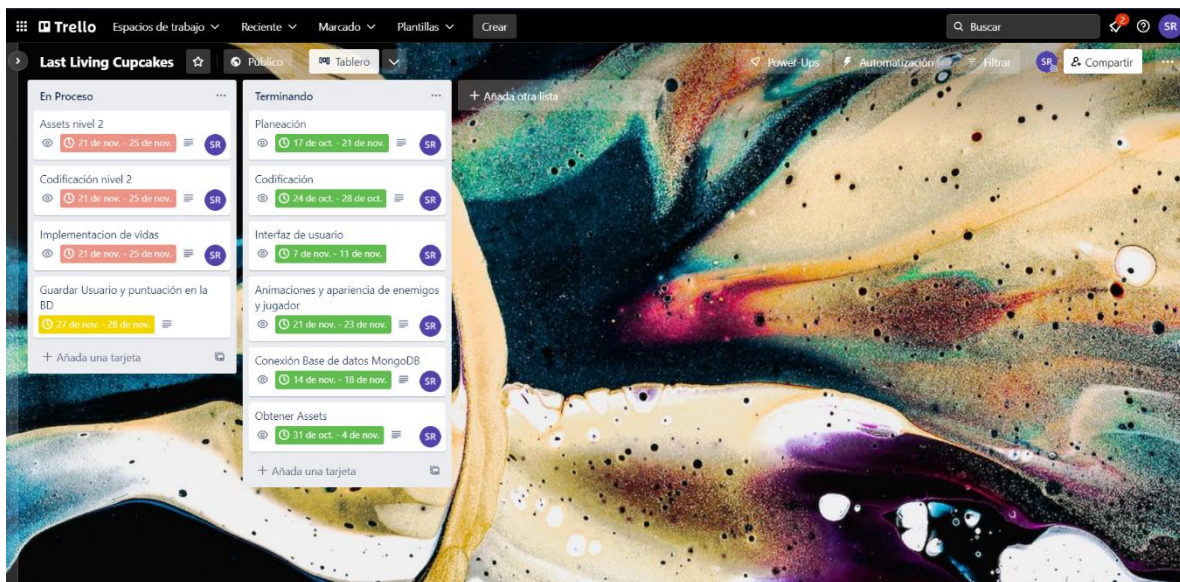 Trello Espacios de trabajo Reciente Marcado Plantillas Crear Buscar 2 SR
Last Living Cupcakes Público Tablero Power-Ups Automatización Filtrar SR Compartir
En Proceso
Assets nivel 2
21 de nov. - 25 de nov. SR
Codificación nivel 2
21 de nov. - 25 de nov. SR
Implementacion de vidas
21 de nov. - 25 de nov. SR
Guardar Usuario y puntuación en la
BD
27 de nov. - 28 de nov.
+ Añada una tarjeta
Terminando
Planeación
17 de oct. - 21 de nov. SR
Codificación
24 de oct. - 28 de oct. SR
Interfaz de usuario
7 de nov. - 11 de nov. SR
Animaciones y apariencia de enemigos
y jugador
21 de nov. - 23 de nov. SR
Conexión Base de datos MongoDB
14 de nov. - 18 de nov. SR
Obtener Assets
31 de oct. - 4 de nov. SR
+ Añada una tarjeta
+ Añada otra lista